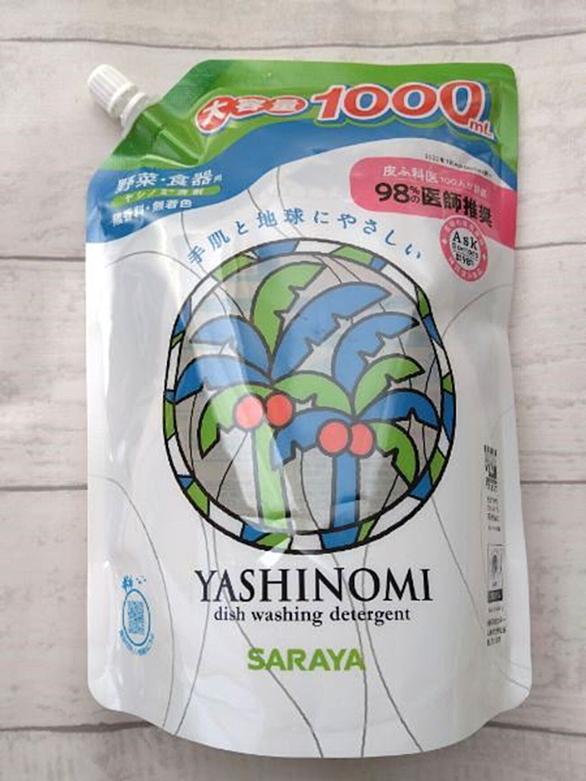 大容量 1000mL
野菜・食器用
ヤシノミ洗剤
無香料・無着色
皮ふ科医100人が評価
98%の医師推奨
Ask
手肌と地球にやさしい
YASHINOMI
dish washing detergent
SARAYA